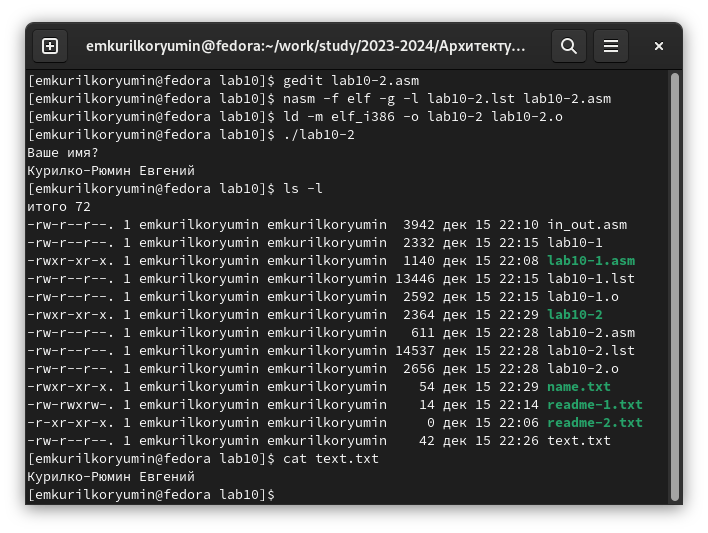 emkurilkoryumin@fedora:~/work/study/2023-2024/Архитекту...
[emkurilkoryumin@fedora lab10]$ gedit lab10-2.asm
[emkurilkoryumin@fedora lab10]$ nasm -f elf -g -l lab10-2.lst lab10-2.asm
[emkurilkoryumin@fedora lab10]$ ld -m elf_i386 -o lab10-2 lab10-2.o
[emkurilkoryumin@fedora lab10]$ ./lab10-2
Ваше имя?
Курилко-Рюмин Евгений
[emkurilkoryumin@fedora lab10]$ ls -l
итого 72
-rw-r--r--. 1 emkurilkoryumin emkurilkoryumin  3942 дек 15 22:10 in_out.asm
-rw-r--r--. 1 emkurilkoryumin emkurilkoryumin  2332 дек 15 22:15 lab10-1
-rwxr-xr-x. 1 emkurilkoryumin emkurilkoryumin  1140 дек 15 22:08 lab10-1.asm
-rw-r--r--. 1 emkurilkoryumin emkurilkoryumin 13446 дек 15 22:15 lab10-1.lst
-rw-r--r--. 1 emkurilkoryumin emkurilkoryumin  2592 дек 15 22:15 lab10-1.o
-rwxr-xr-x. 1 emkurilkoryumin emkurilkoryumin  2364 дек 15 22:29 lab10-2
-rw-r--r--. 1 emkurilkoryumin emkurilkoryumin   611 дек 15 22:28 lab10-2.asm
-rw-r--r--. 1 emkurilkoryumin emkurilkoryumin 14537 дек 15 22:28 lab10-2.lst
-rw-r--r--. 1 emkurilkoryumin emkurilkoryumin  2656 дек 15 22:28 lab10-2.o
-rwxr-xr-x. 1 emkurilkoryumin emkurilkoryumin    54 дек 15 22:29 name.txt
-rw-rwxrw-. 1 emkurilkoryumin emkurilkoryumin    14 дек 15 22:14 readme-1.txt
-r-xr-xr-x. 1 emkurilkoryumin emkurilkoryumin     0 дек 15 22:06 readme-2.txt
-rw-r--r--. 1 emkurilkoryumin emkurilkoryumin    42 дек 15 22:26 text.txt
[emkurilkoryumin@fedora lab10]$ cat text.txt
Курилко-Рюмин Евгений
[emkurilkoryumin@fedora lab10]$